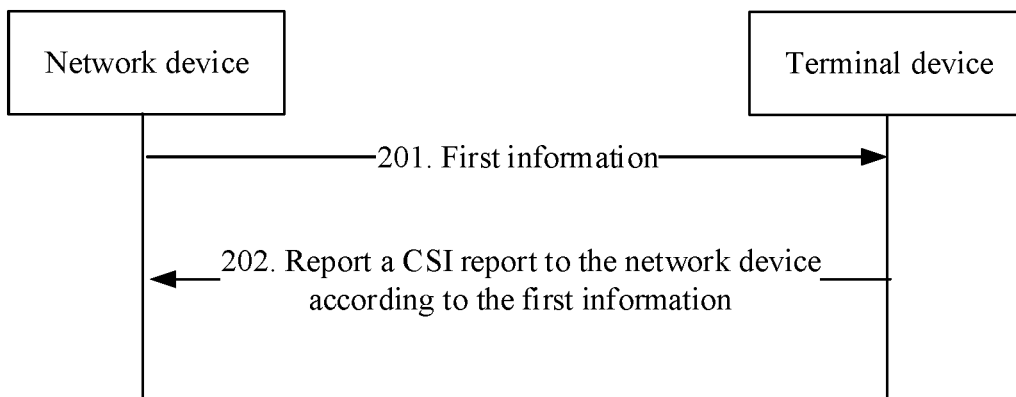 Network device
Terminal device
201. First information
202. Report a CSI report to the network device
according to the first information